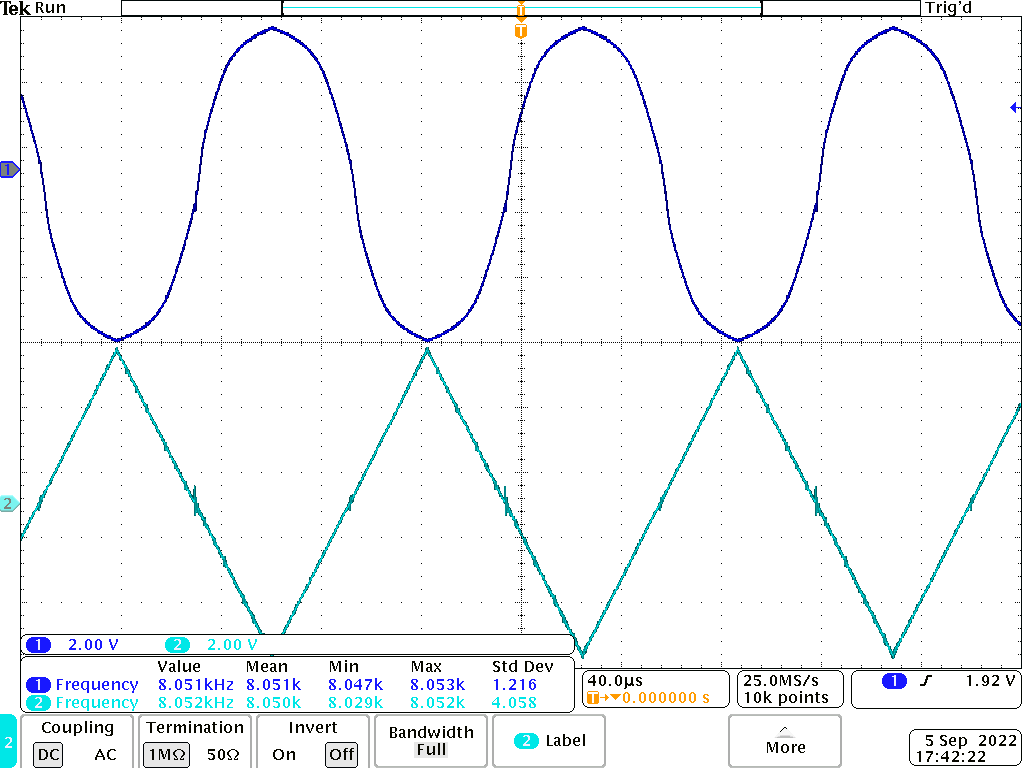 Tek Run Trig'd
T
T
1
2
1 2.00 V 2 2.00 V
Value Mean Min Max Std Dev
1 Frequency 8.051kHz 8.051k 8.047k 8.053k 1.216
2 Frequency 8.052kHz 8.050k 8.029k 8.052k 4.058
40.0µs
T→▼0.000000 s
25.0MS/s
10k points
1 1.92 V
2
Coupling
DC AC
Termination
1MΩ 50Ω
Invert
On Off
Bandwidth
Full
2 Label
More
5 Sep 2022
17:42:22